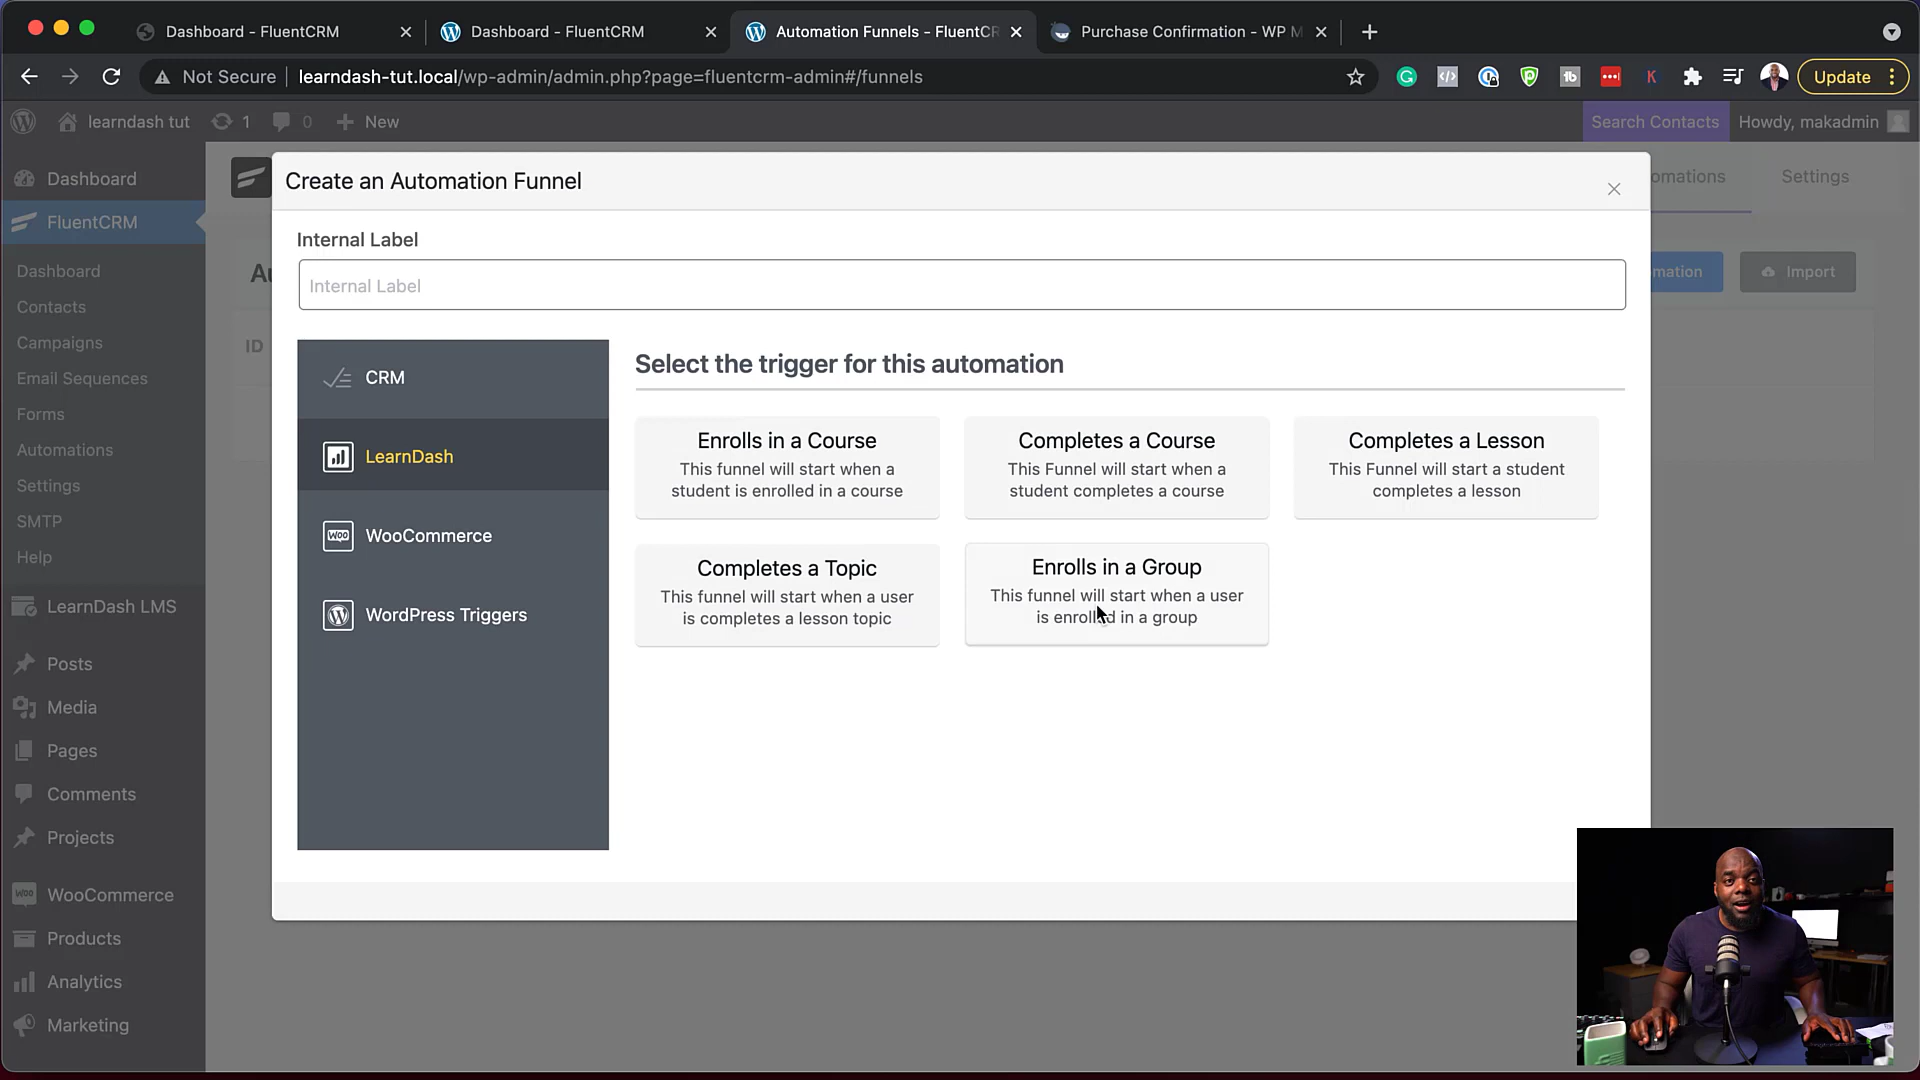 Dashboard - FluentCRM
Dashboard - FluentCRM
Automation Funnels - FluentCR
Purchase Confirmation - WP M
Not Secure
learndash-tut.local/wp-admin/admin.php?page=fluentcrm-admin#/funnels
Update
learndash tut
1
0
New
Search Contacts
Howdy, makadmin
Dashboard
FluentCRM
Dashboard
Contacts
Campaigns
Email Sequences
Forms
Automations
Settings
SMTP
Help
LearnDash LMS
Posts
Media
Pages
Comments
Projects
WooCommerce
Products
Analytics
Marketing
omations
Settings
Au
mation
Import
ID
Create an Automation Funnel
Internal Label
Internal Label
CRM
LearnDash
WooCommerce
WordPress Triggers
Select the trigger for this automation
Enrolls in a Course
This funnel will start when a
student is enrolled in a course
Completes a Course
This Funnel will start when a
student completes a course
Completes a Lesson
This Funnel will start a student
completes a lesson
Completes a Topic
This funnel will start when a user
is completes a lesson topic
Enrolls in a Group
This funnel will start when a user
is enrolled in a group